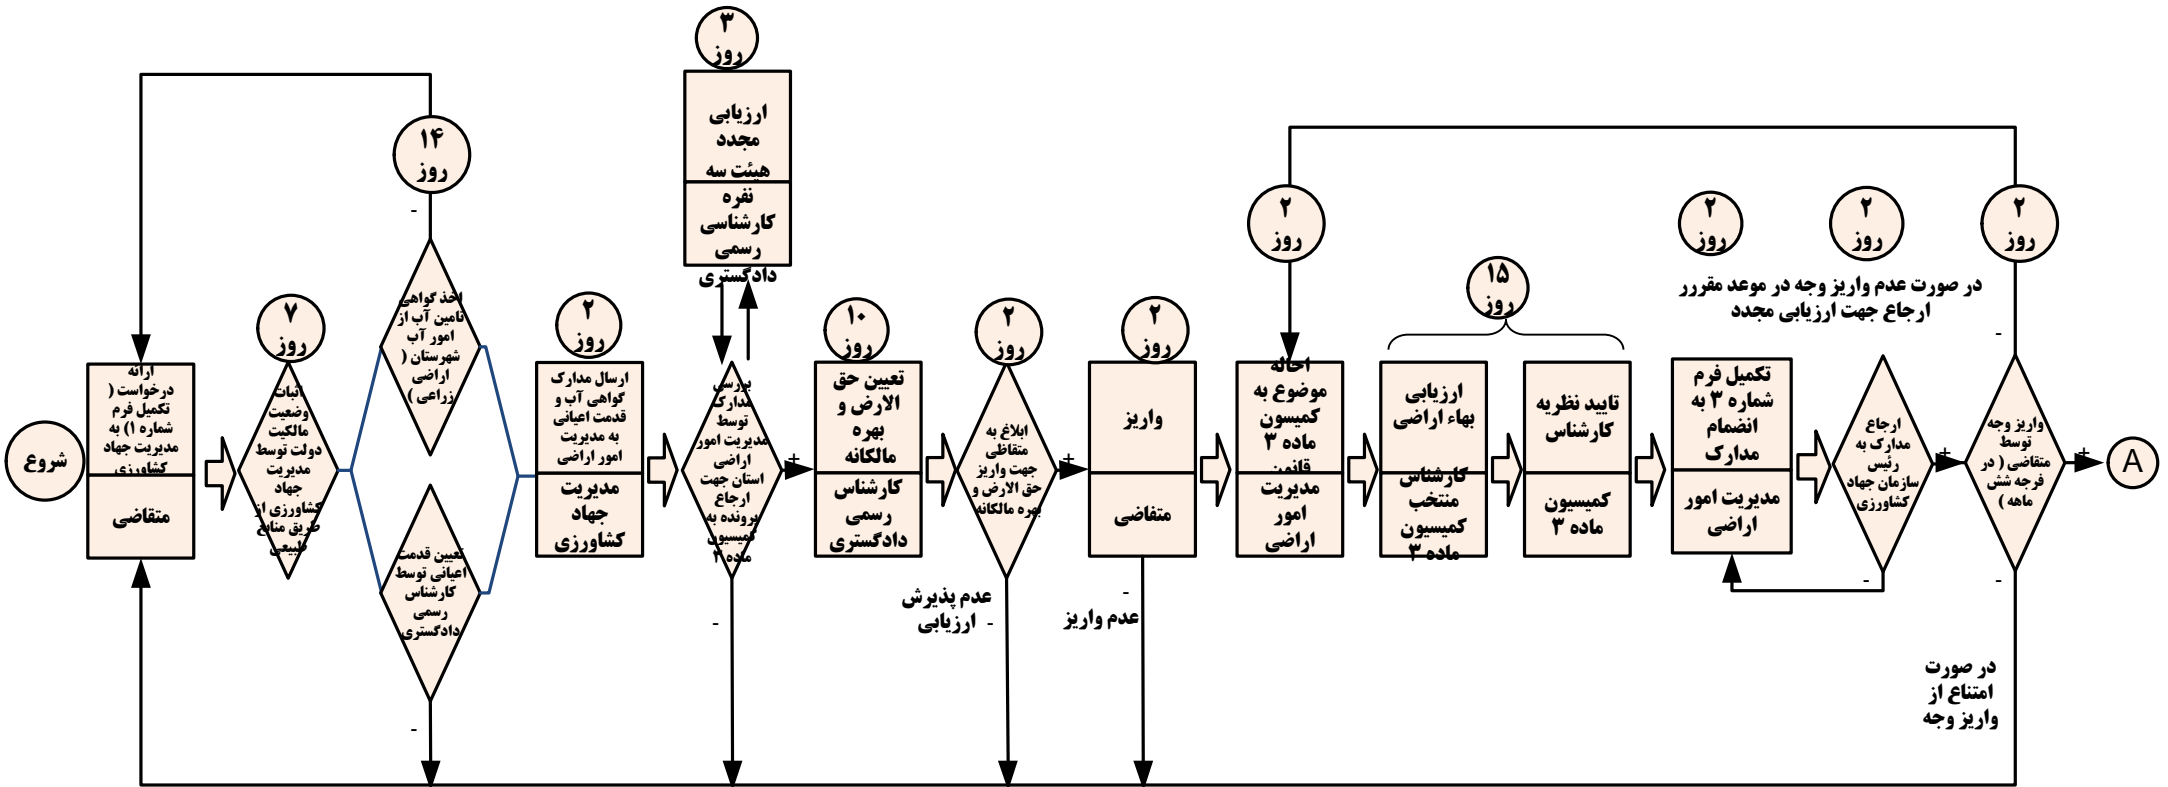 شروع
ارائه
درخواست (
تکمیل فرم
شماره ۱) به
مدیریت جهاد
کشاورزی
متقاضی
۷
روز
اثبات
وضعیت
مالکیت
دولت توسط
مدیریت
جهاد
کشاورزی از
طریق منابع
طبیعی
۱۴
روز
-
اخذ گواهی
تامین آب از
امور آب
شهرستان (
اراضی
زراعی )
تعیین قدمت
اعیانی توسط
کارشناس
رسمی
دادگستری
-
۲
روز
ارسال مدارک
گواهی آب و
قدمت اعیانی
به مدیریت
امور اراضی
مدیریت
جهاد
کشاورزی
۳
روز
ارزیابی
مجدد
هیئت سه
نفره
کارشناسی
رسمی
دادگستری
بررسی
مدارک
توسط
مدیریت امور
اراضی
استان جهت
ارجاع
پرونده به
کمیسیون
ماده ۳
+
-
۱۰
روز
تعیین حق
الارض و
بهره
مالکانه
کارشناس
رسمی
دادگستری
۲
روز
ابلاغ به
متقاظی
جهت واریز
حق الارض و
بهره مالکانه
+
عدم پذیرش
ارزیابی -
۲
روز
واریز
متفاضی
-
عدم واریز
۲
روز
احاله
موضوع به
کمیسون
ماده ۳
قانون
مدیریت
امور
اراضی
۱۵
روز
ارزیابی
بهاء اراضی
کارشناس
منتخب
کمیسیون
ماده ۳
تایید نظریه
کارشناس
کمیسیون
ماده ۳
۲
روز
تکمیل فرم
شماره ۳ به
انضمام
مدارک
مدیریت امور
اراضی
۲
روز
در صورت عدم واریز وجه در موعد مقررر
ارجاع جهت ارزیابی مجدد
ارجاع
مدارک به
رئیس
سازمان جهاد
کشاورزی
+
-
۲
روز
-
واریز وجه
توسط
متقاضی ( در
فرجه شش
ماهه )
+
-
در صورت
امتناع از
واریز وجه
A